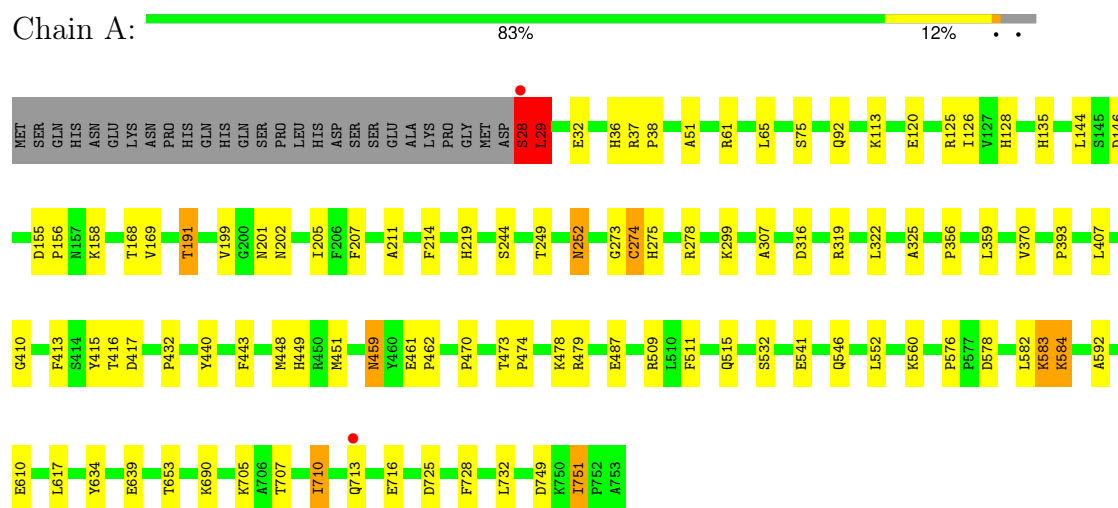 Chain A:
83% 12% • •
MET SER GLN HIS ASN GLU LYS ASN PRO HIS GLN HIS GLN SER PRO LEU HIS ASP SER SER GLU ALA LYS PRO GLY MET ASP S28 L29 E32 H36 R37 P38 A51 R61 L65 S75 Q92 K113 E120 R125 I126 V127 H128 H135 L144 S145 D146
D155 P156 N157 K158 T168 V169 T191 V199 G200 N201 N202 I205 F206 F207 A211 F214 H219 S244 T249 N252 G273 C274 H275 R278 K299 A307 D316 R319 L322 A325 P356 L359 V370 P393 L407
G410 F413 S414 Y415 T416 D417 P432 Y440 F443 M448 H449 R450 M451 N459 Y460 E461 P462 P470 T473 P474 K478 R479 E487 R509 L510 F511 Q515 S532 E541 Q546 L552 K560 P576 P577 D578 L582 K583 K584 A592
E610 L617 Y634 E639 T653 K690 K705 A706 T707 I710 Q713 E716 D725 F728 L732 D749 K750 I751 P752 A753